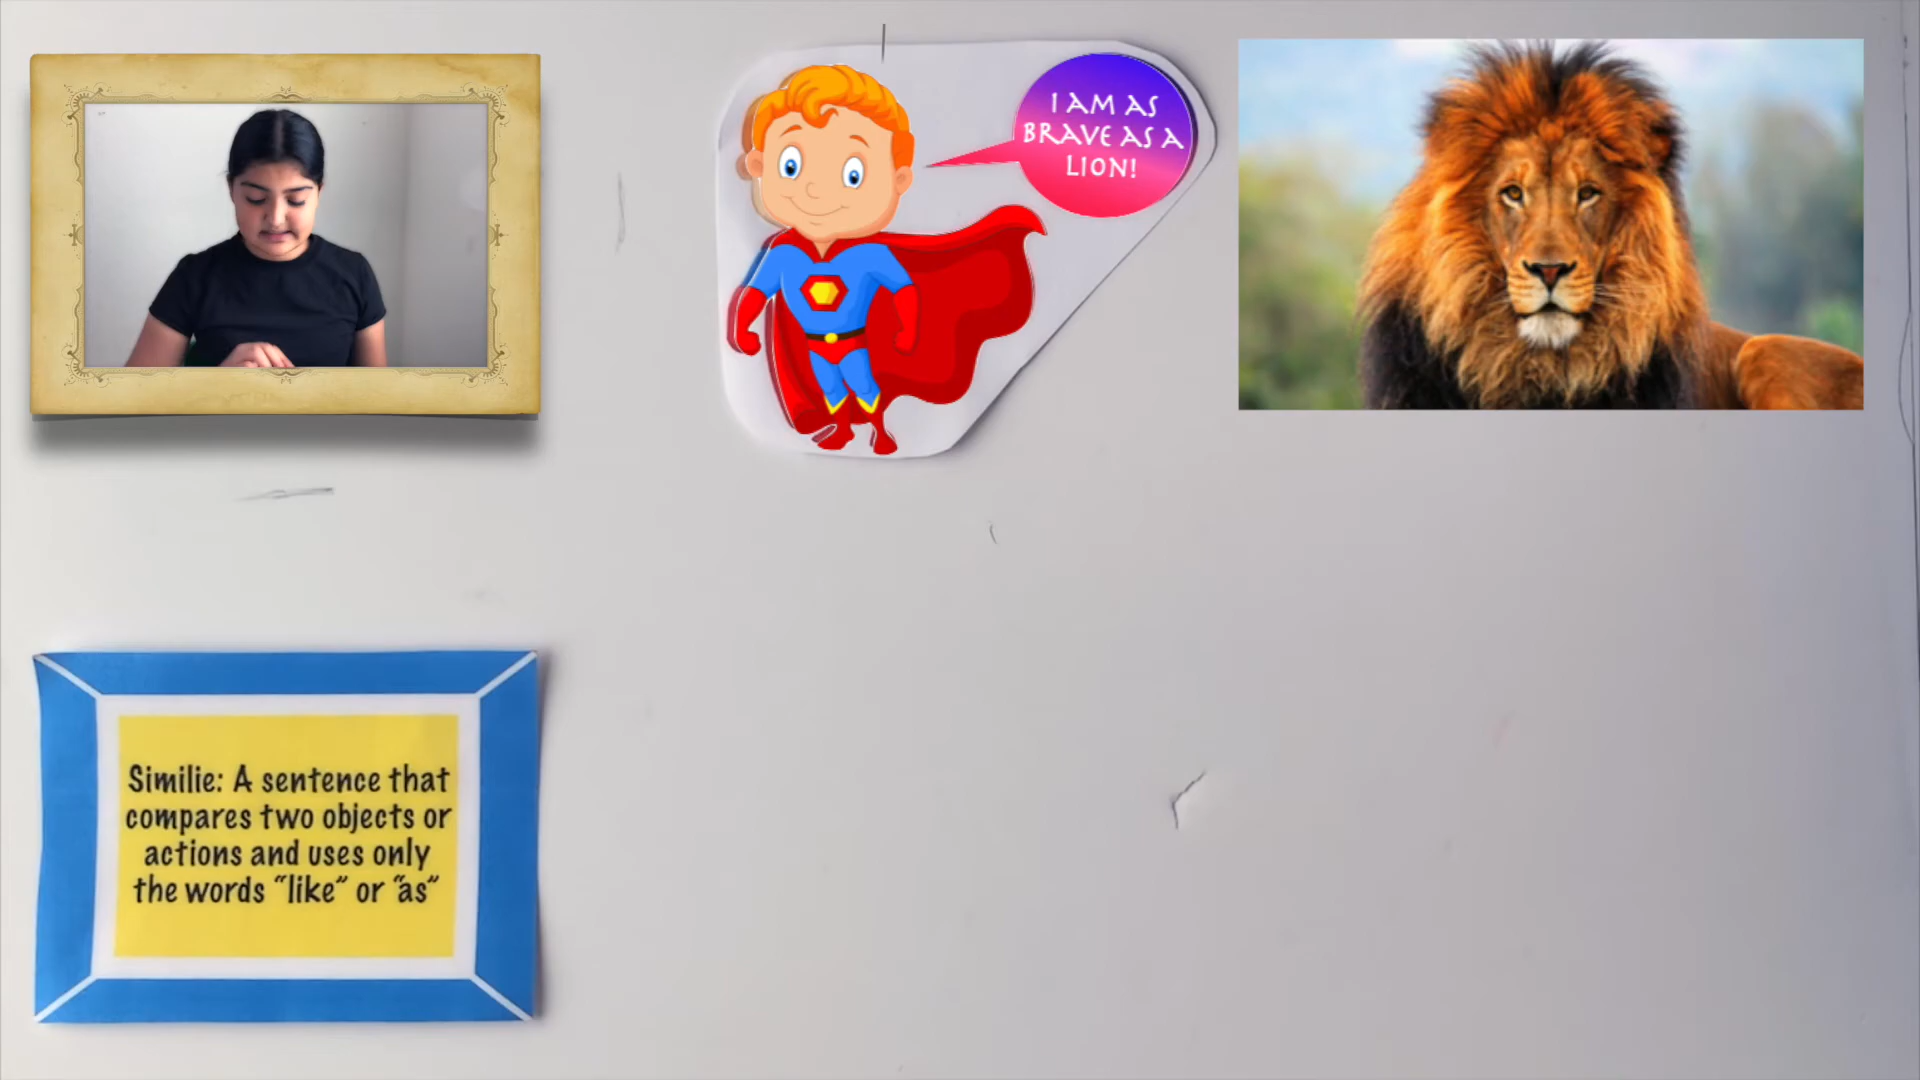 I AM AS
BRAVE AS A
LION!
Similie: A sentence that
compares two objects or
actions and uses only
the words “like” or “as”